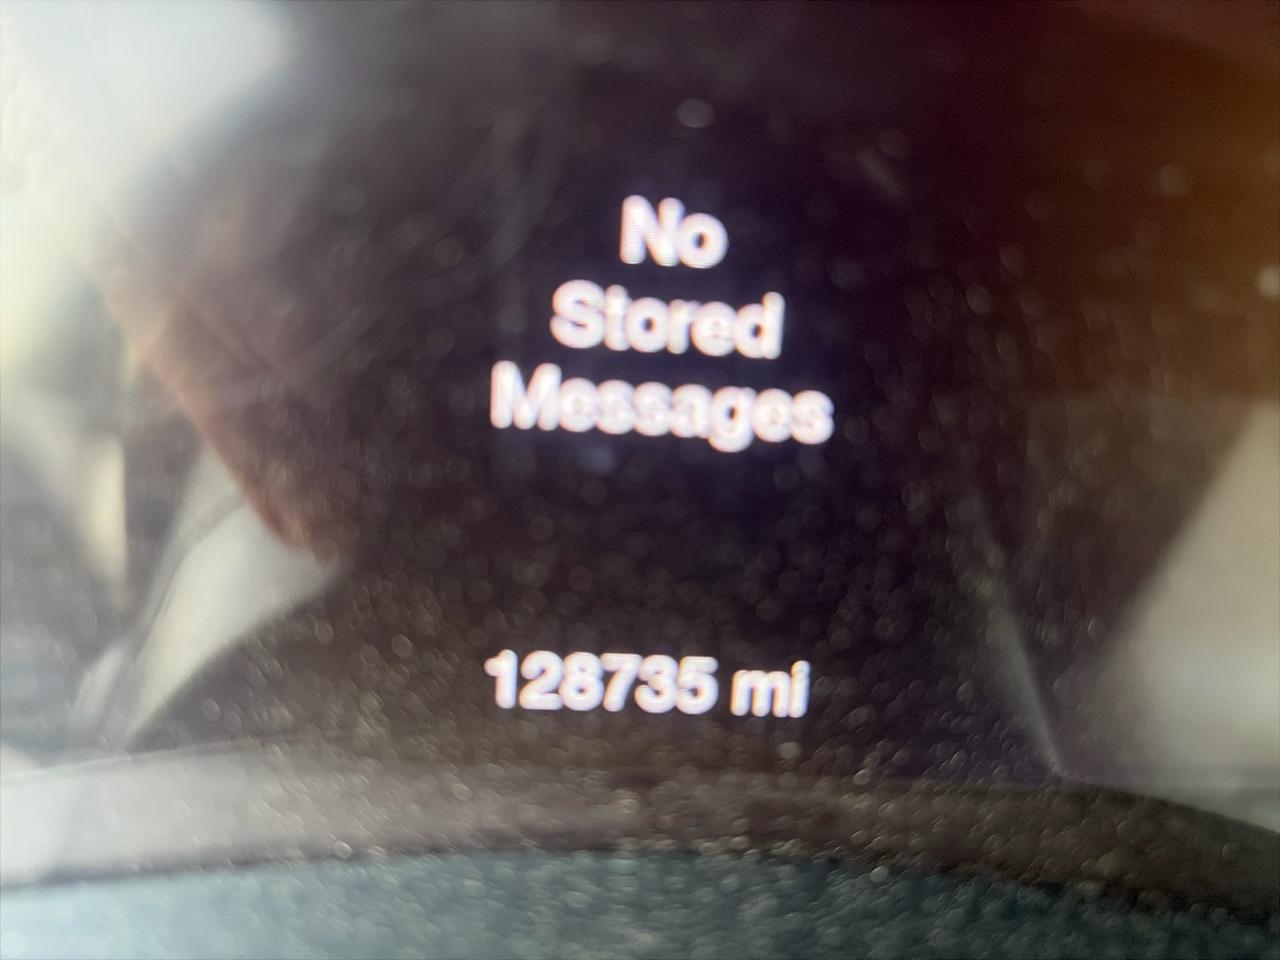 No
Stored
Messages
128735 mi